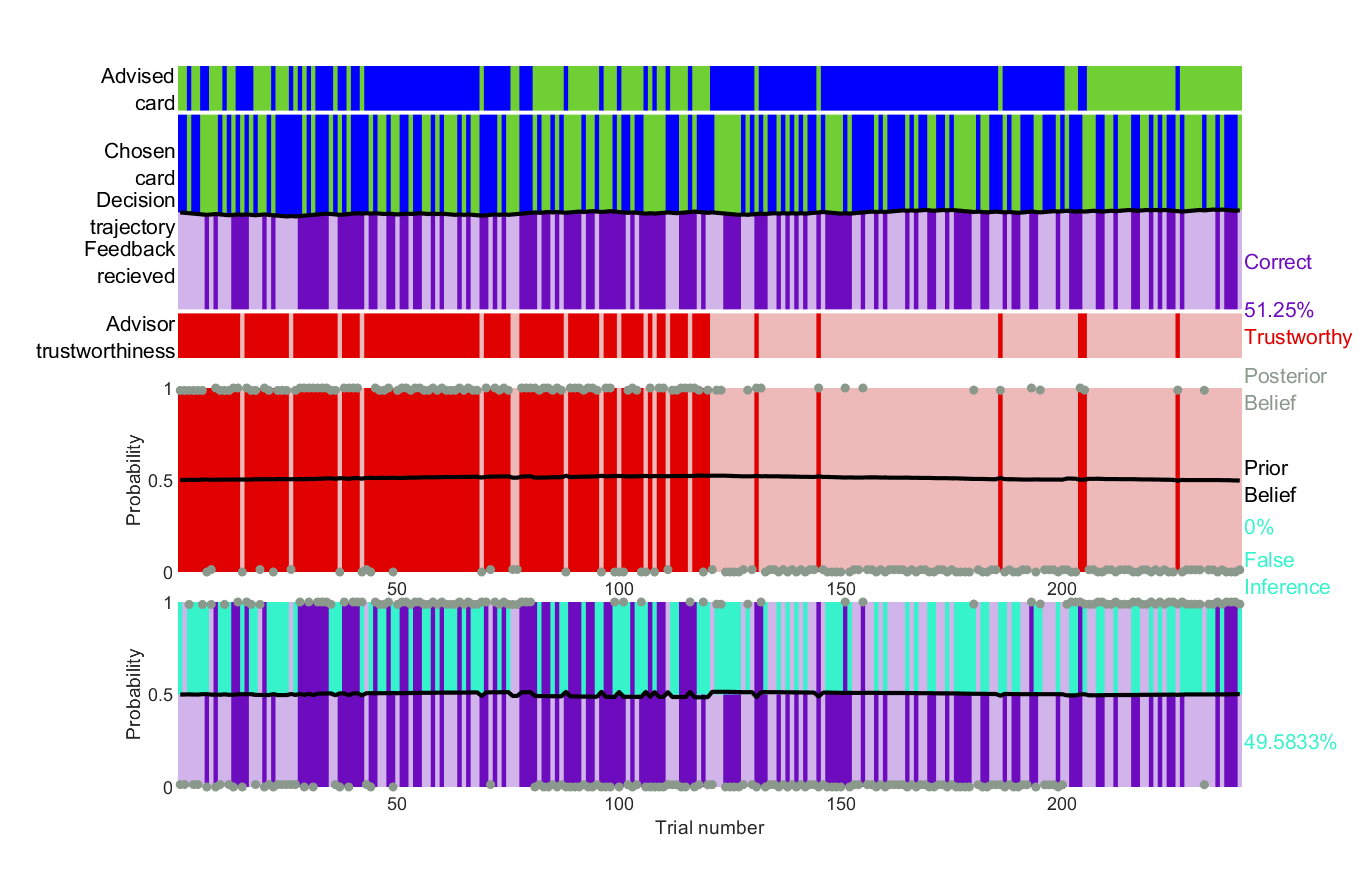 Advised
card
Chosen
card
Decision
trajectory
Feedback
recieved
Correct
51.25%
Advisor
trustworthiness
Trustworthy
Posterior
Belief
Prior
Belief
0%
False
Inference
Probability
1
0.5
0
50
100
150
200
Probability
1
0.5
0
49.5833%
50
100
150
200
Trial number